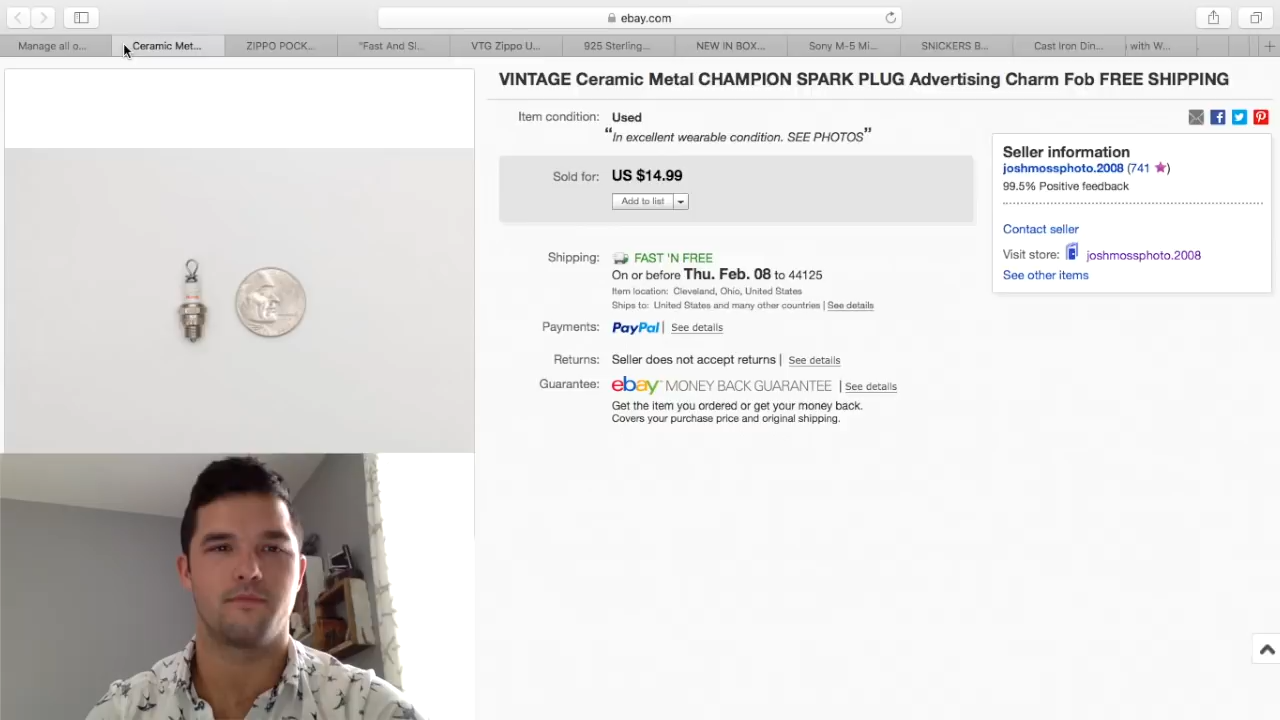 ebay.com
Manage all o...
Ceramic Met...
ZIPPO POCK...
"Fast And Sl...
VTG Zippo U...
925 Sterling...
NEW IN BOX...
Sony M-5 Mi...
SNICKERS B...
Cast Iron Din...
with W...
VINTAGE Ceramic Metal CHAMPION SPARK PLUG Advertising Charm Fob FREE SHIPPING
Item condition: Used
"In excellent wearable condition. SEE PHOTOS"
Sold for: US $14.99
Add to list
Shipping: FAST 'N FREE
On or before Thu. Feb. 08 to 44125
Item location: Cleveland, Ohio, United States
Ships to: United States and many other countries | See details
Payments: PayPal | See details
Returns: Seller does not accept returns | See details
Guarantee: ebay MONEY BACK GUARANTEE | See details
Get the item you ordered or get your money back.
Covers your purchase price and original shipping.
Seller information
joshmossphoto.2008 (741 ★)
99.5% Positive feedback
Contact seller
Visit store: joshmossphoto.2008
See other items